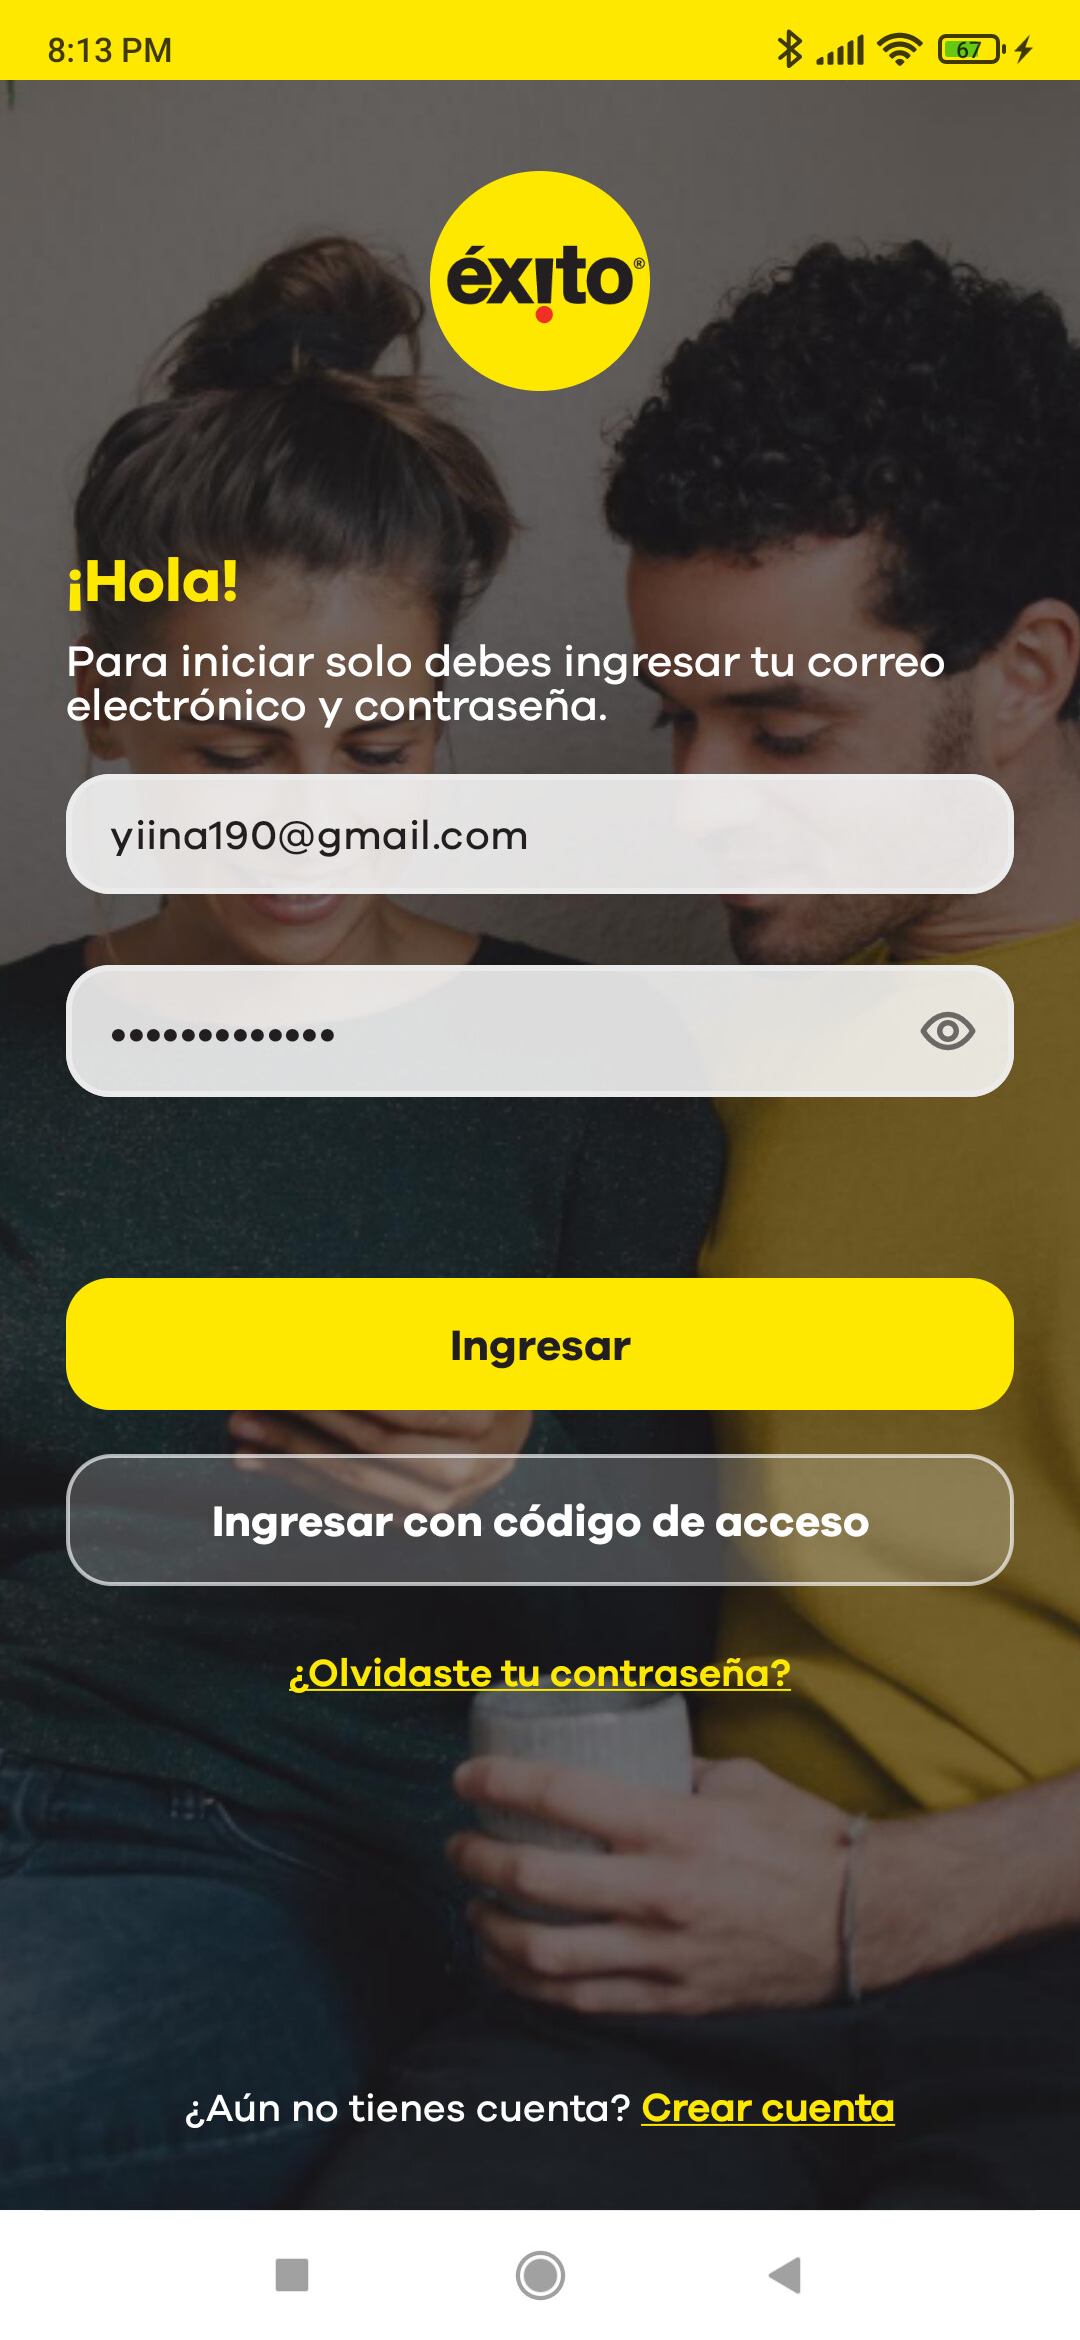 8:13 PM
67
éxito®
¡Hola!
Para iniciar solo debes ingresar tu correo
electrónico y contraseña.
yiina190@gmail.com
•••••••••••••
Ingresar
Ingresar con código de acceso
¿Olvidaste tu contraseña?
¿Aún no tienes cuenta? Crear cuenta